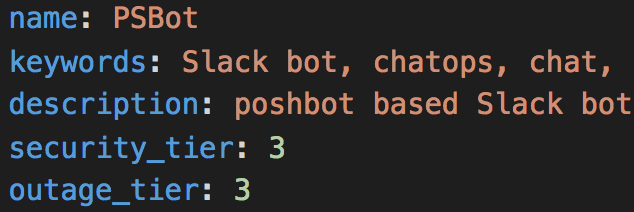 name: PSBot
keywords: Slack bot, chatops, chat,
description: poshbot based Slack bot
security_tier: 3
outage_tier: 3